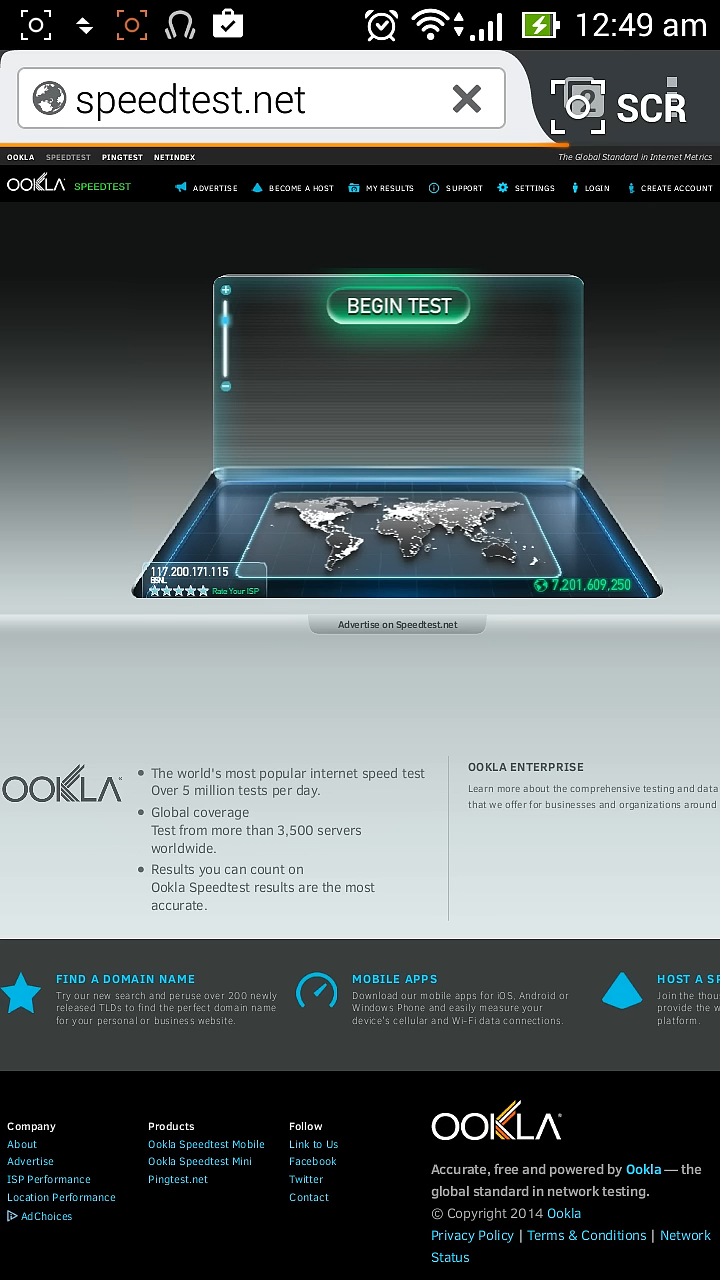 12:49 am
speedtest.net
2
SCR
OOKLA SPEEDTEST PINGTEST NETINDEX The Global Standard in Internet Metrics
OOKLA SPEEDTEST ADVERTISE BECOME A HOST MY RESULTS SUPPORT SETTINGS LOGIN CREATE ACCOUNT
BEGIN TEST
117.200.171.115
BSNL
Rate Your ISP
7,201,609,250
Advertise on Speedtest.net
OOKLA
• The world's most popular internet speed test
Over 5 million tests per day.
• Global coverage
Test from more than 3,500 servers
worldwide.
• Results you can count on
Ookla Speedtest results are the most
accurate.
OOKLA ENTERPRISE
Learn more about the comprehensive testing and data
that we offer for businesses and organizations around
FIND A DOMAIN NAME
Try our new search and peruse over 200 newly
released TLDs to find the perfect domain name
for your personal or business website.
MOBILE APPS
Download our mobile apps for iOS, Android or
Windows Phone and easily measure your
device's cellular and Wi-Fi data connections.
HOST A SP
Join the thou
provide the w
platform.
Company
About
Advertise
ISP Performance
Location Performance
AdChoices
Products
Ookla Speedtest Mobile
Ookla Speedtest Mini
Pingtest.net
Follow
Link to Us
Facebook
Twitter
Contact
OOKLA
Accurate, free and powered by Ookla — the
global standard in network testing.
© Copyright 2014 Ookla
Privacy Policy | Terms & Conditions | Network
Status